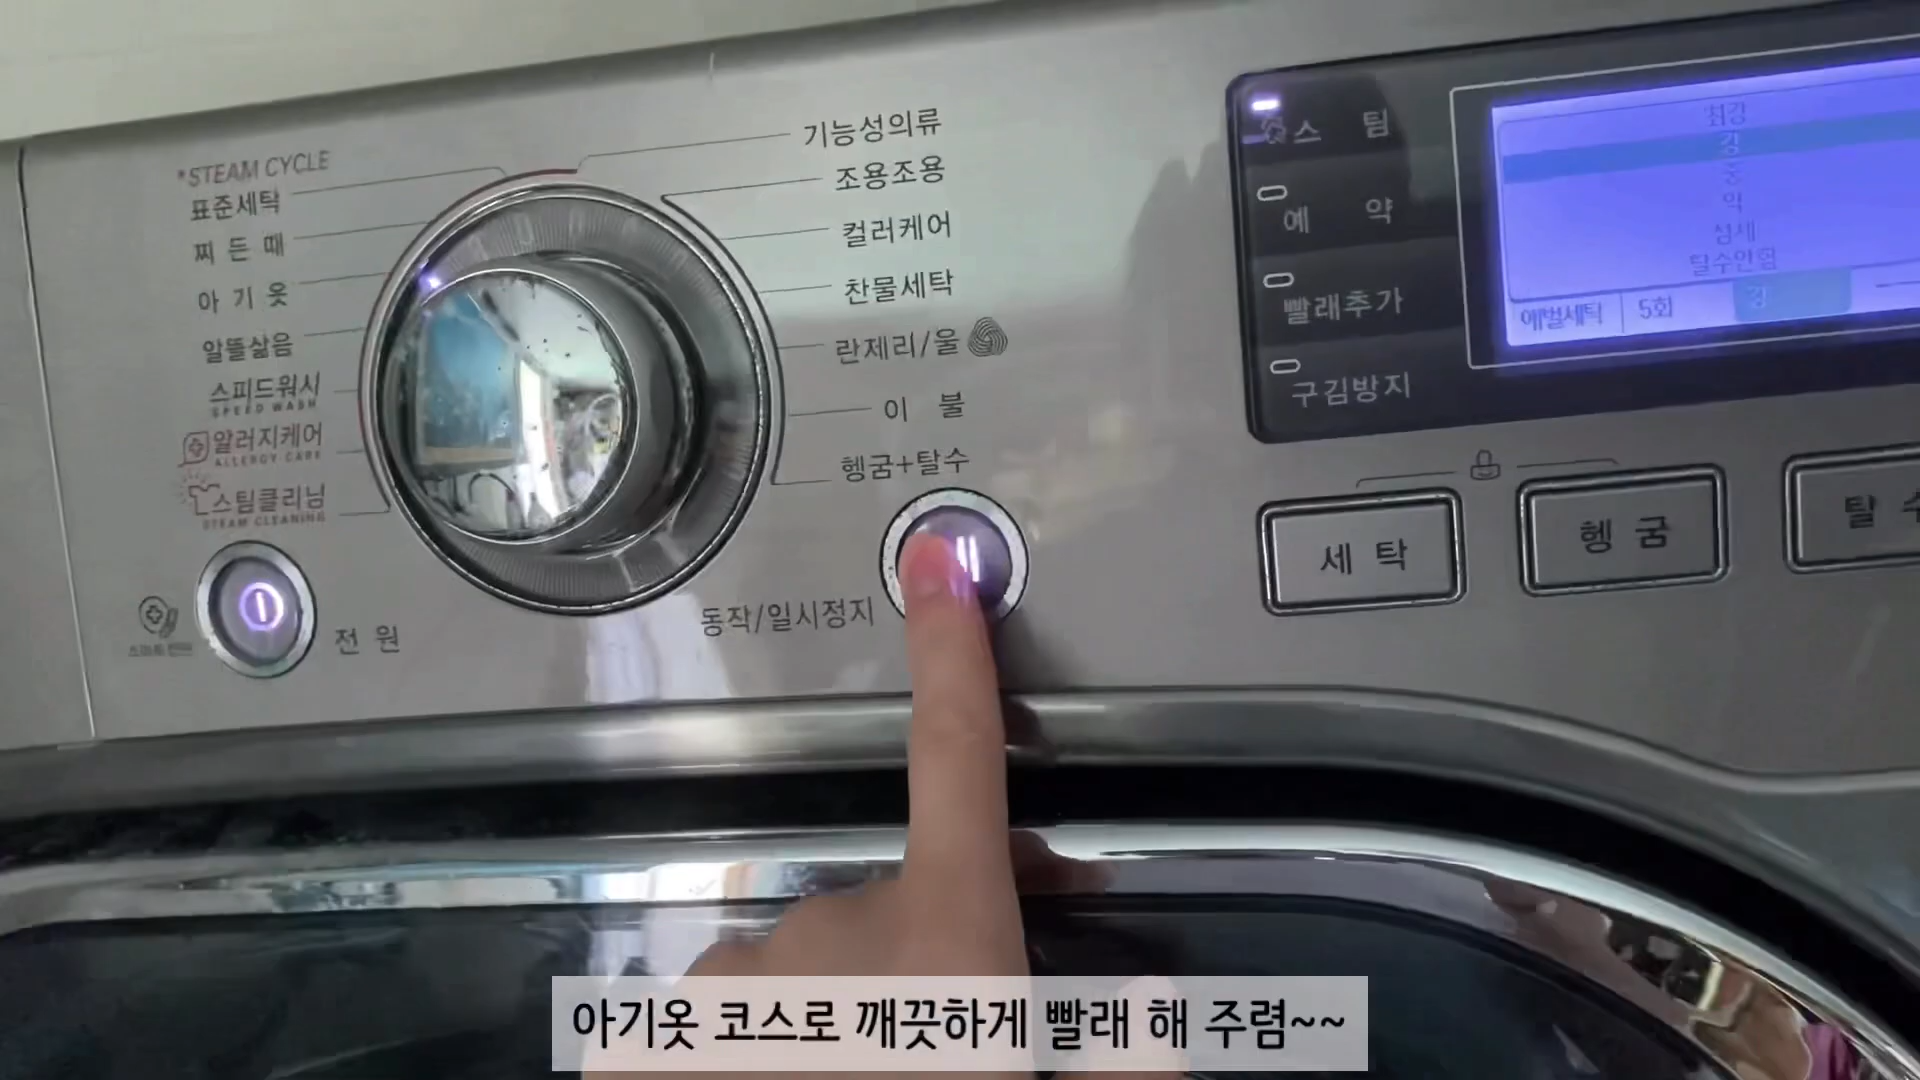 *STEAM CYCLE
표준세탁
찌든때
아기옷
알뜰삶음
스피드워시
SPEED WASH
알러지케어
ALLERGY CARE
스팀클리닝
STEAM CLEANING
전원
기능성의류
조용조용
컬러케어
찬물세탁
란제리/울
이불
헹굼+탈수
동작/일시정지
스팀
예약
빨래추가
구김방지
최강
강
중
약
섬세
탈수안함
애벌세탁 5회 강
세탁
헹굼
탈수
아기옷 코스로 깨끗하게 빨래 해 주렴~~